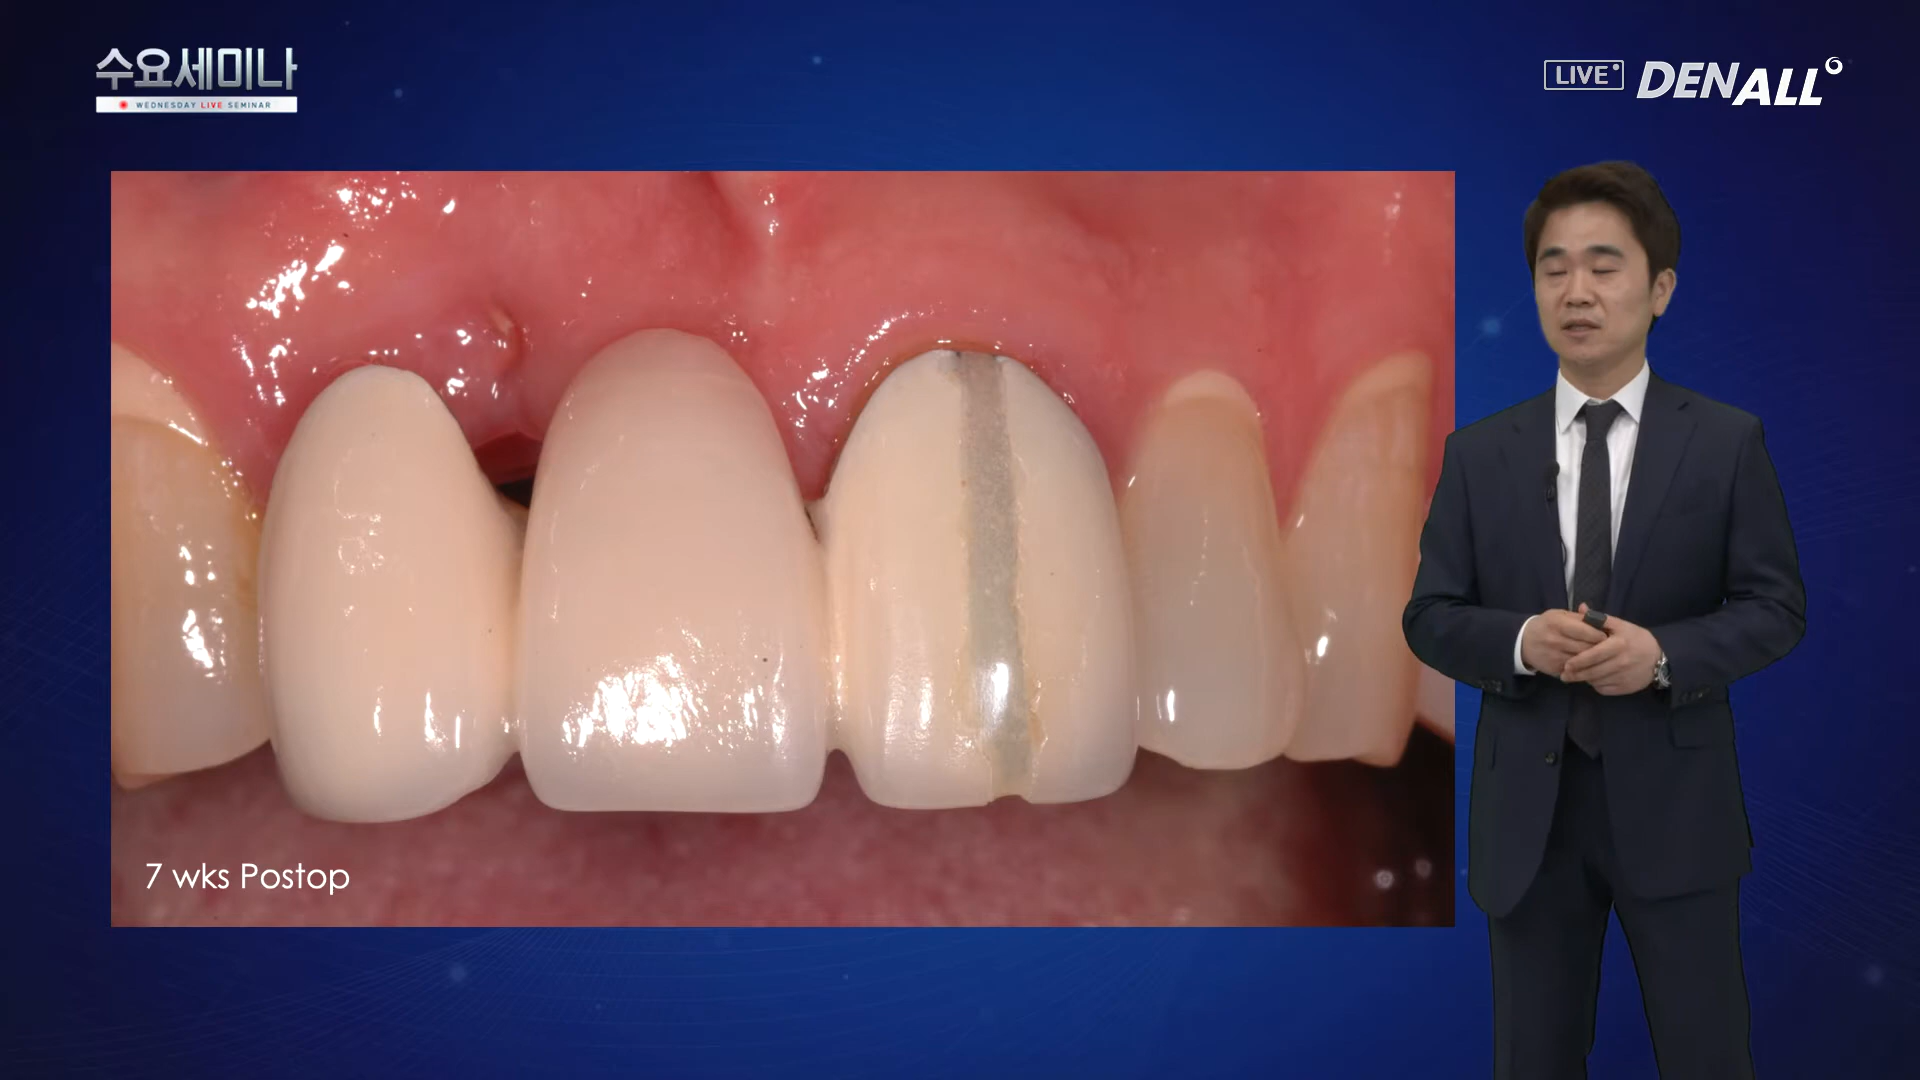 수요세미나
WEDNESDAY LIVE SEMINAR
LIVE
DENALL
7 wks Postop